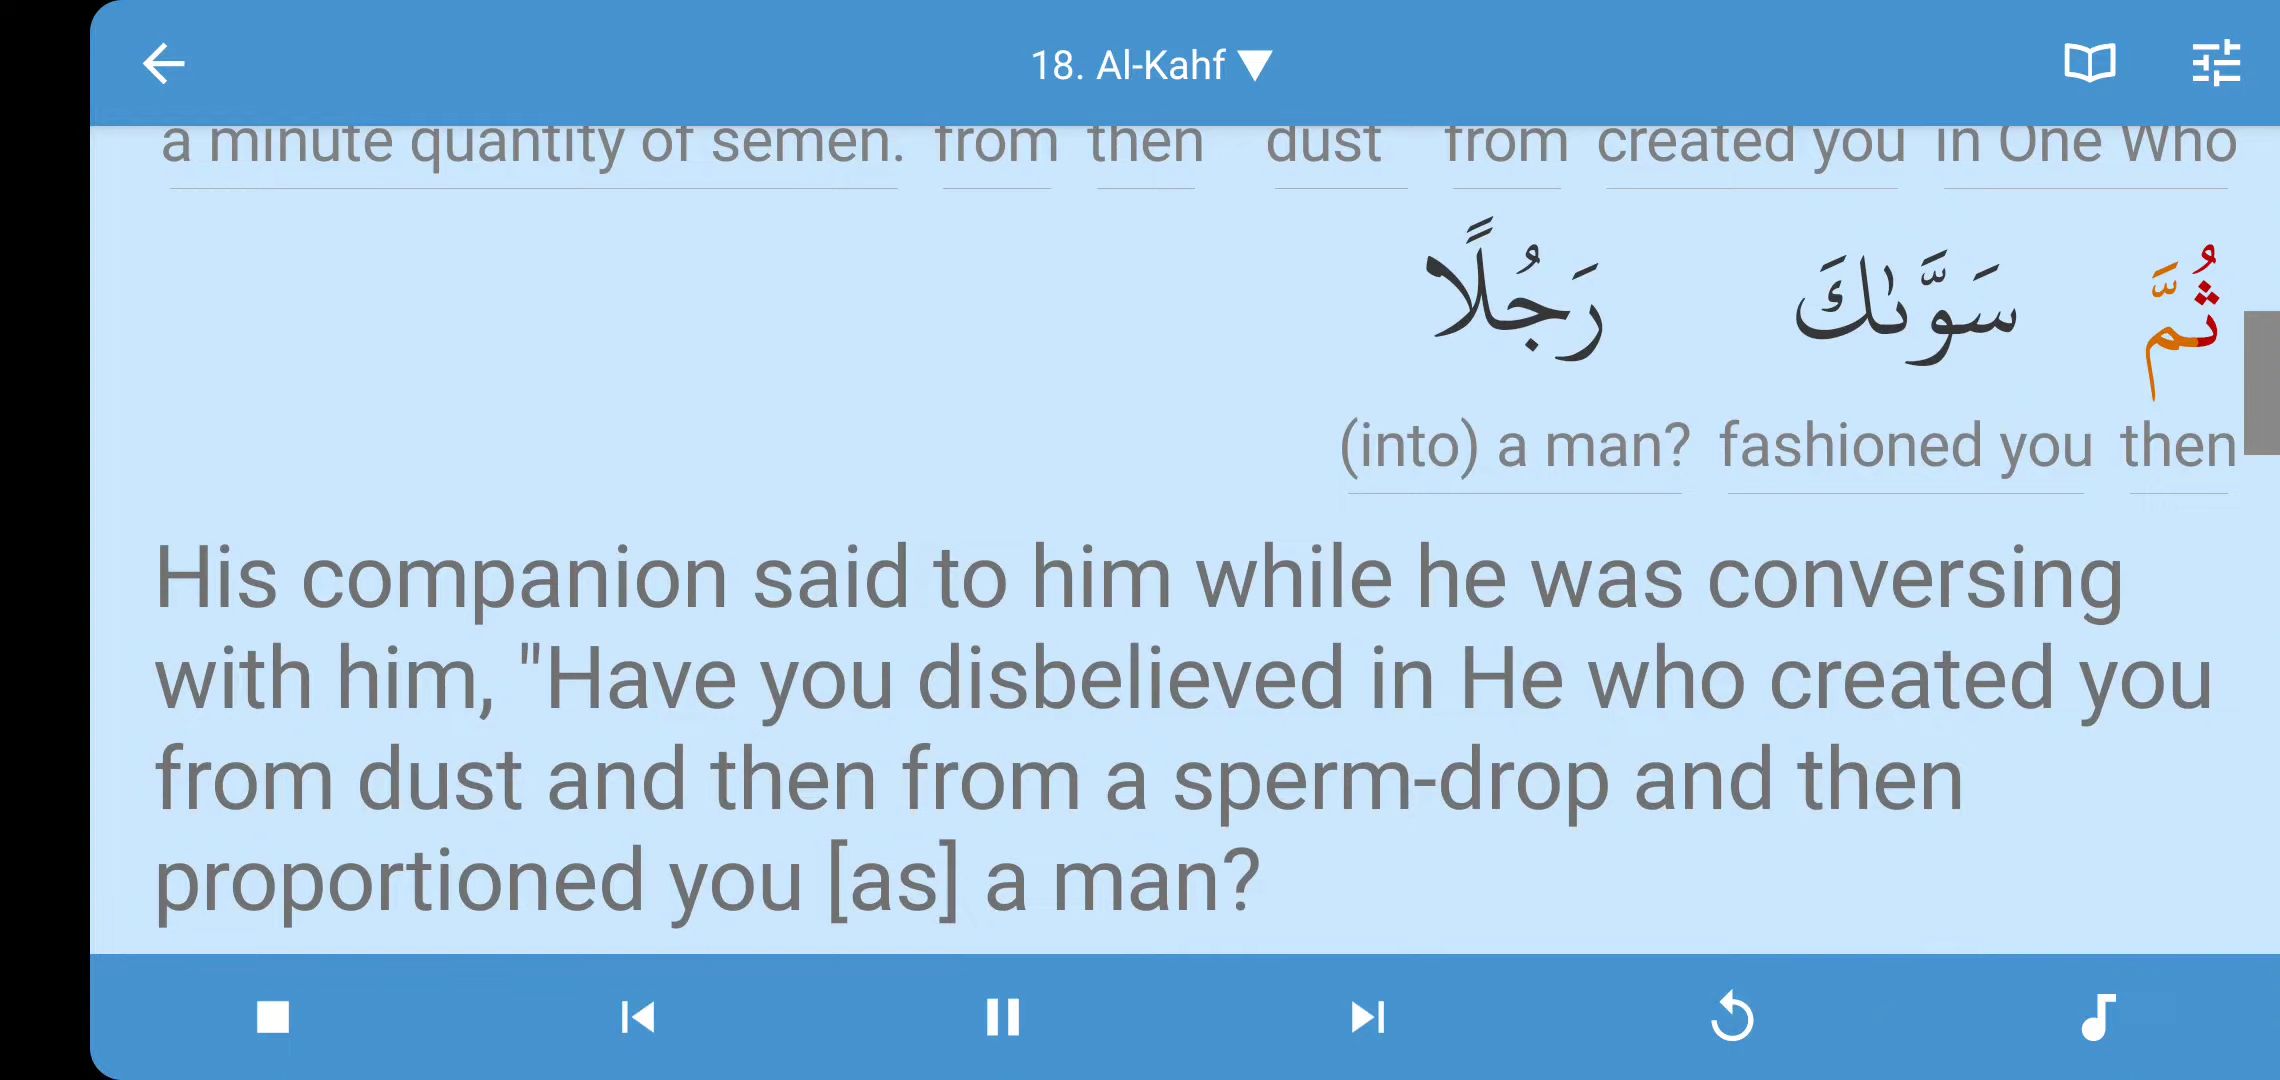 18. Al-Kahf ▼
a minute quantity of semen. from then dust from created you in One Who
ثُمَّ سَوَّىٰكَ رَجُلًا
(into) a man? fashioned you then
His companion said to him while he was conversing
with him, "Have you disbelieved in He who created you
from dust and then from a sperm-drop and then
proportioned you [as] a man?